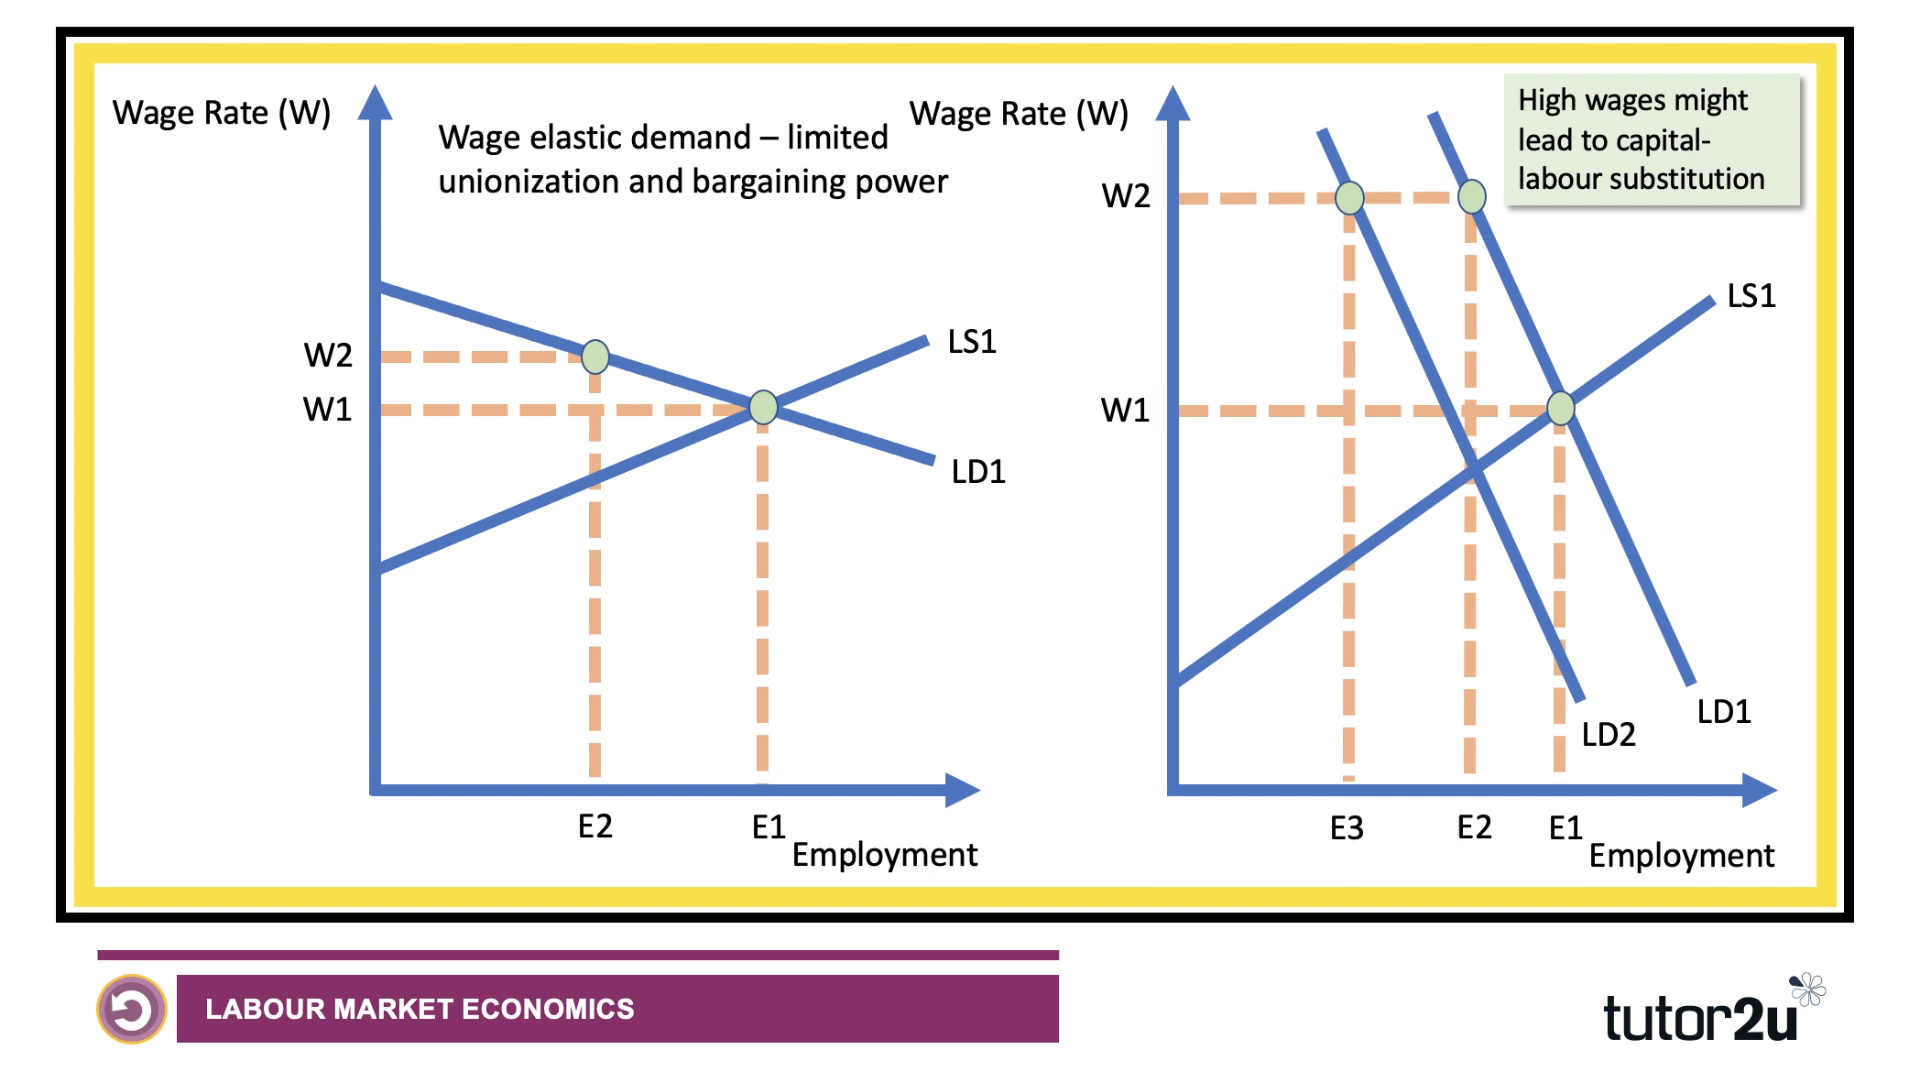 Wage Rate (W)
Wage elastic demand – limited
unionization and bargaining power
W2
W1
LS1
LD1
E2
E1
Employment
Wage Rate (W)
High wages might
lead to capital-
labour substitution
W2
W1
LS1
LD1
LD2
E3
E2
E1
Employment
LABOUR MARKET ECONOMICS
tutor2u